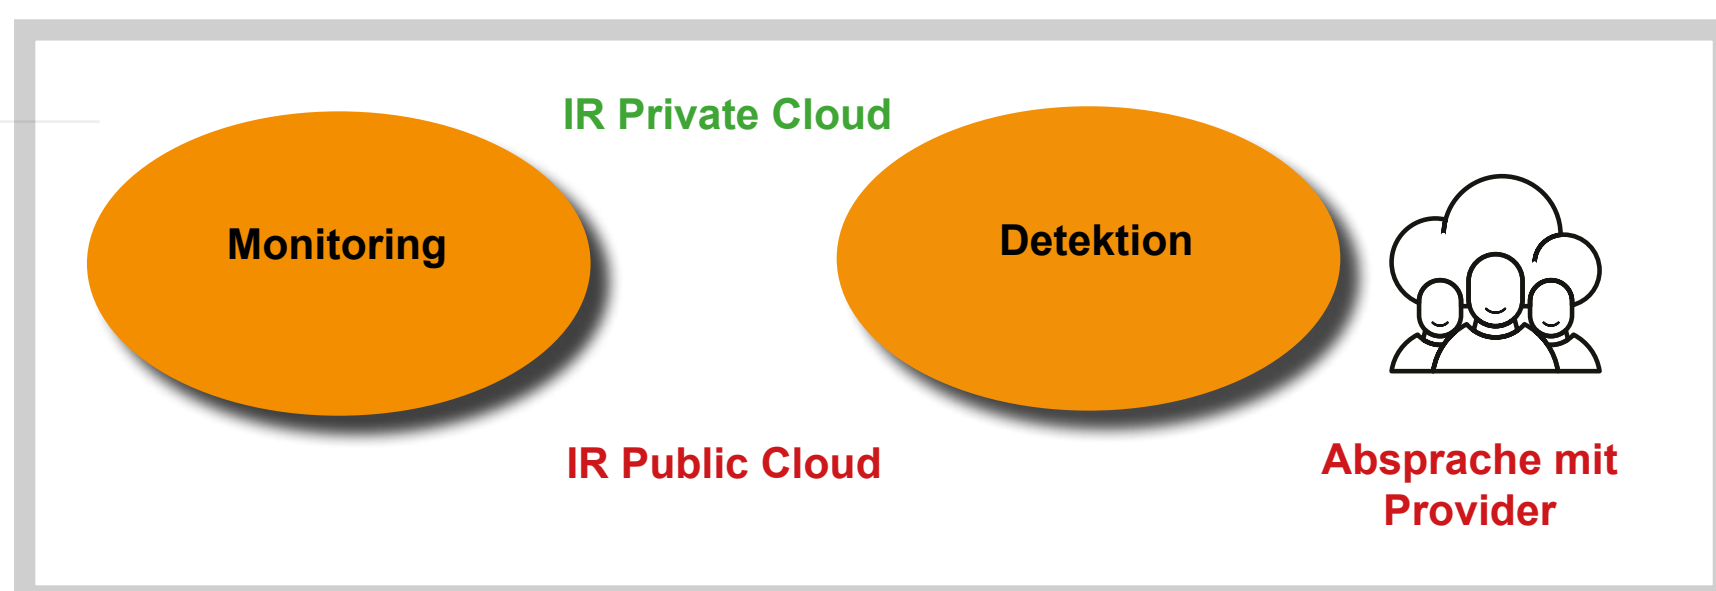 IR Private Cloud
Monitoring
Detektion
IR Public Cloud
Absprache mit
Provider